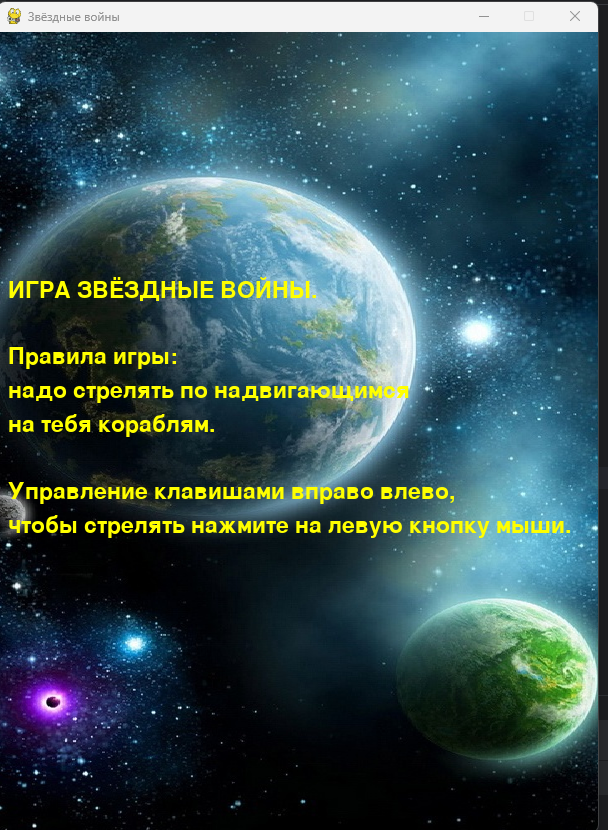 Звёздные войны
ИГРА ЗВЁЗДНЫЕ ВОЙНЫ.
Правила игры:
надо стрелять по надвигающимся
на тебя кораблям.
Управление клавишами вправо влево,
чтобы стрелять нажмите на левую кнопку мыши.